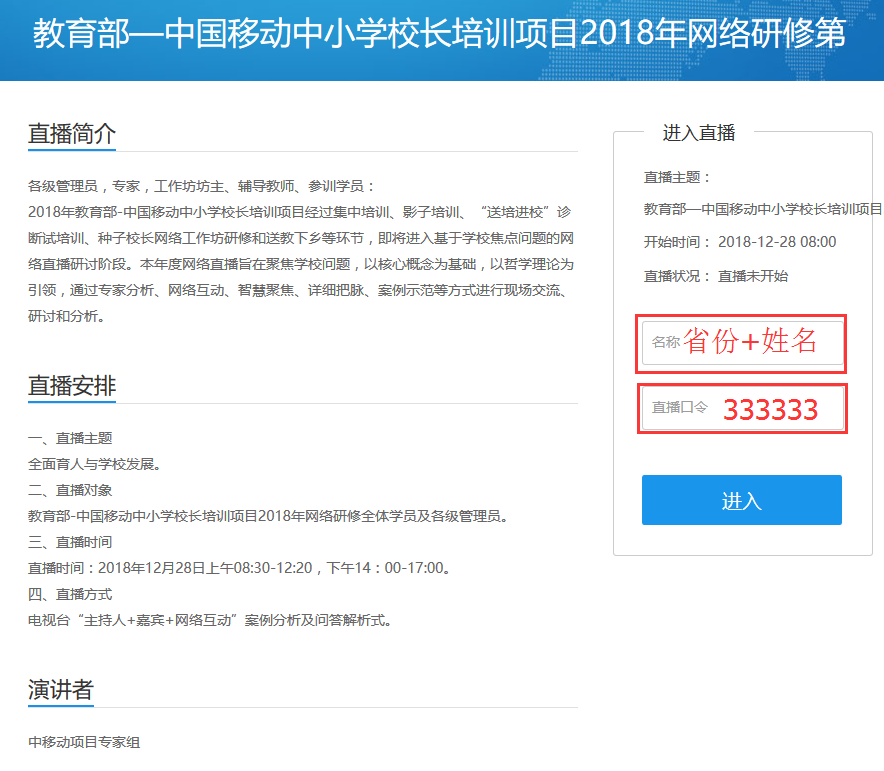 教育部—中国移动中小学校长培训项目2018年网络研修第
直播简介
各级管理员，专家，工作坊坊主、辅导教师、参训学员：
2018年教育部-中国移动中小学校长培训项目经过集中培训、影子培训、“送培进校”诊
断试培训、种子校长网络工作坊研修和送教下乡等环节，即将进入基于学校焦点问题的网
络直播研讨阶段。本年度网络直播旨在聚焦学校问题，以核心概念为基础，以哲学理论为
引领，通过专家分析、网络互动、智慧聚焦、详细把脉、案例示范等方式进行现场交流、
研讨和分析。
直播安排
一、直播主题
全面育人与学校发展。
二、直播对象
教育部-中国移动中小学校长培训项目2018年网络研修全体学员及各级管理员。
三、直播时间
直播时间：2018年12月28日上午08:30-12:20，下午14：00-17:00。
四、直播方式
电视台“主持人+嘉宾+网络互动”案例分析及问答解析式。
演讲者
中移动项目专家组
进入直播
直播主题：
教育部—中国移动中小学校长培训项目
开始时间： 2018-12-28 08:00
直播状况： 直播未开始
名称 省份+姓名
直播口令 333333
进入